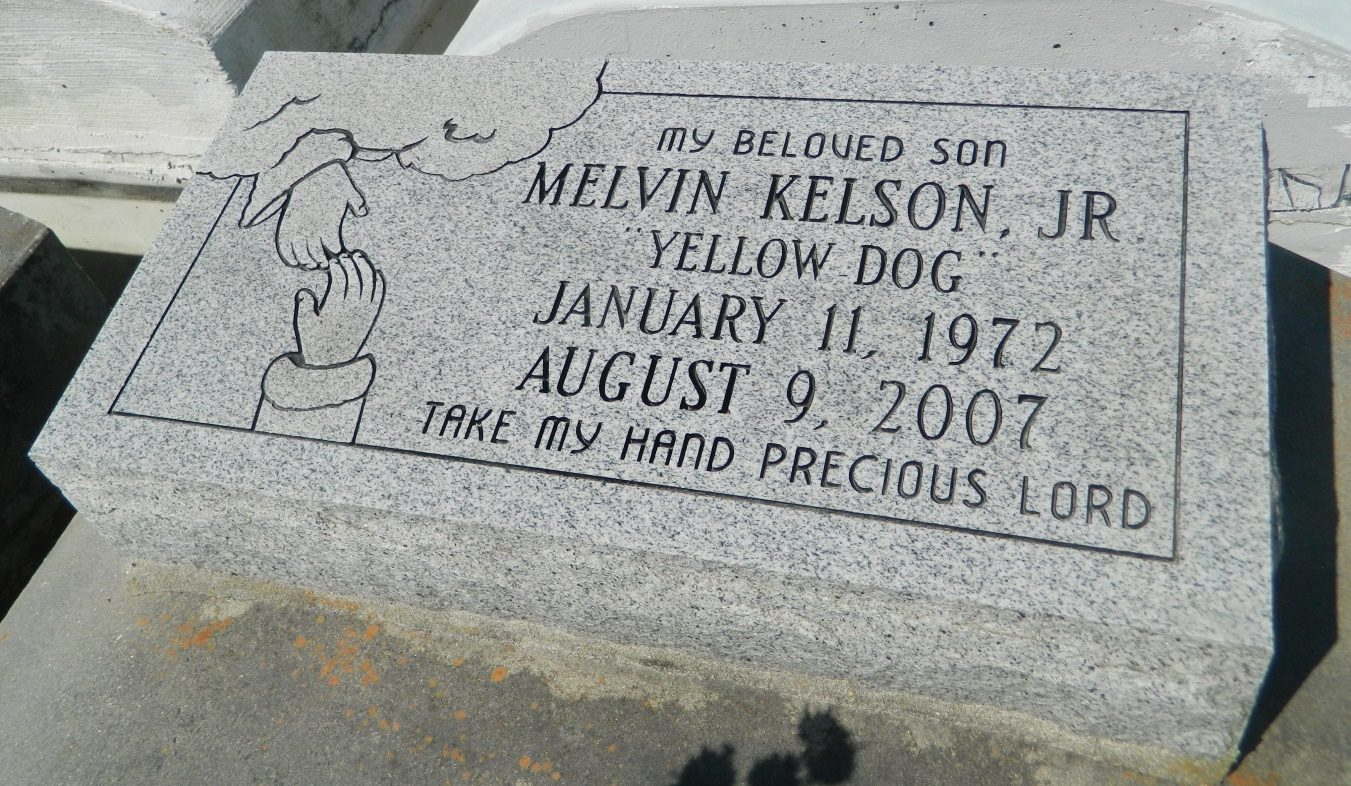 my BELOVED son
MELVIN KELSON, JR
"YELLOW DOG"
JANUARY 11, 1972
AUGUST 9, 2007
TAKE my HAND PRECIOUS LORD